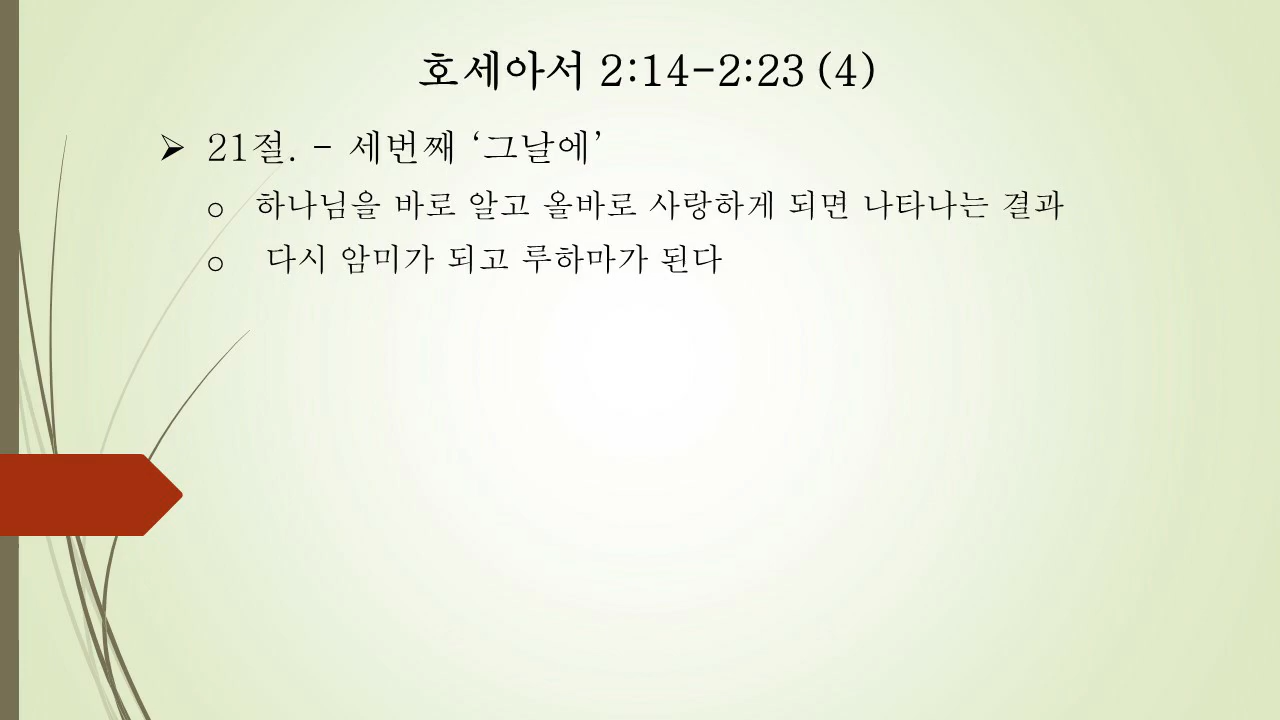 호세아서 2:14-2:23 (4)
➢ 21절. - 세번째 ‘그날에’
o 하나님을 바로 알고 올바로 사랑하게 되면 나타나는 결과
o 다시 암미가 되고 루하마가 된다